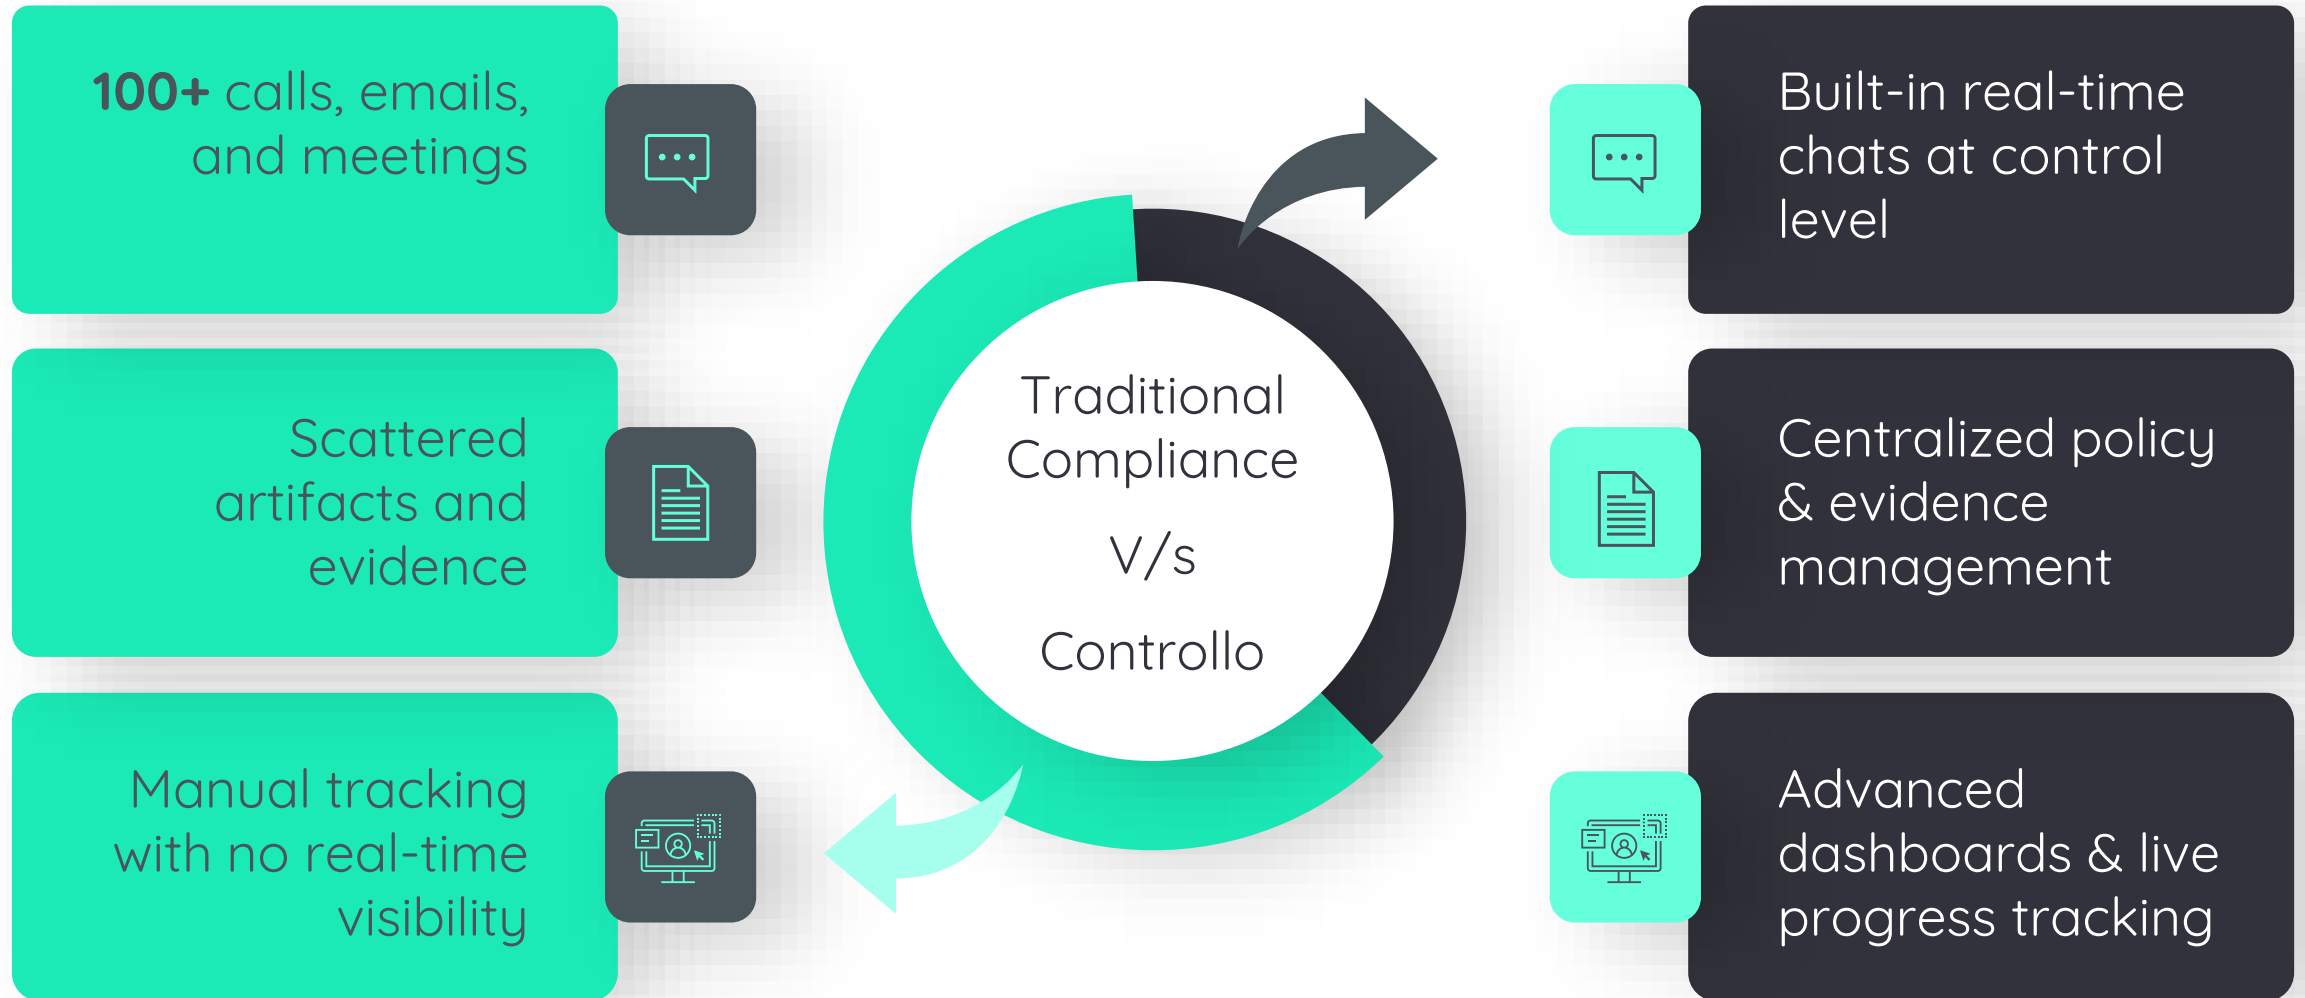 100+ calls, emails,
and meetings
Scattered
artifacts and
evidence
Manual tracking
with no real-time
visibility
Traditional
Compliance
V/s
Controllo
Built-in real-time
chats at control
level
Centralized policy
& evidence
management
Advanced
dashboards & live
progress tracking